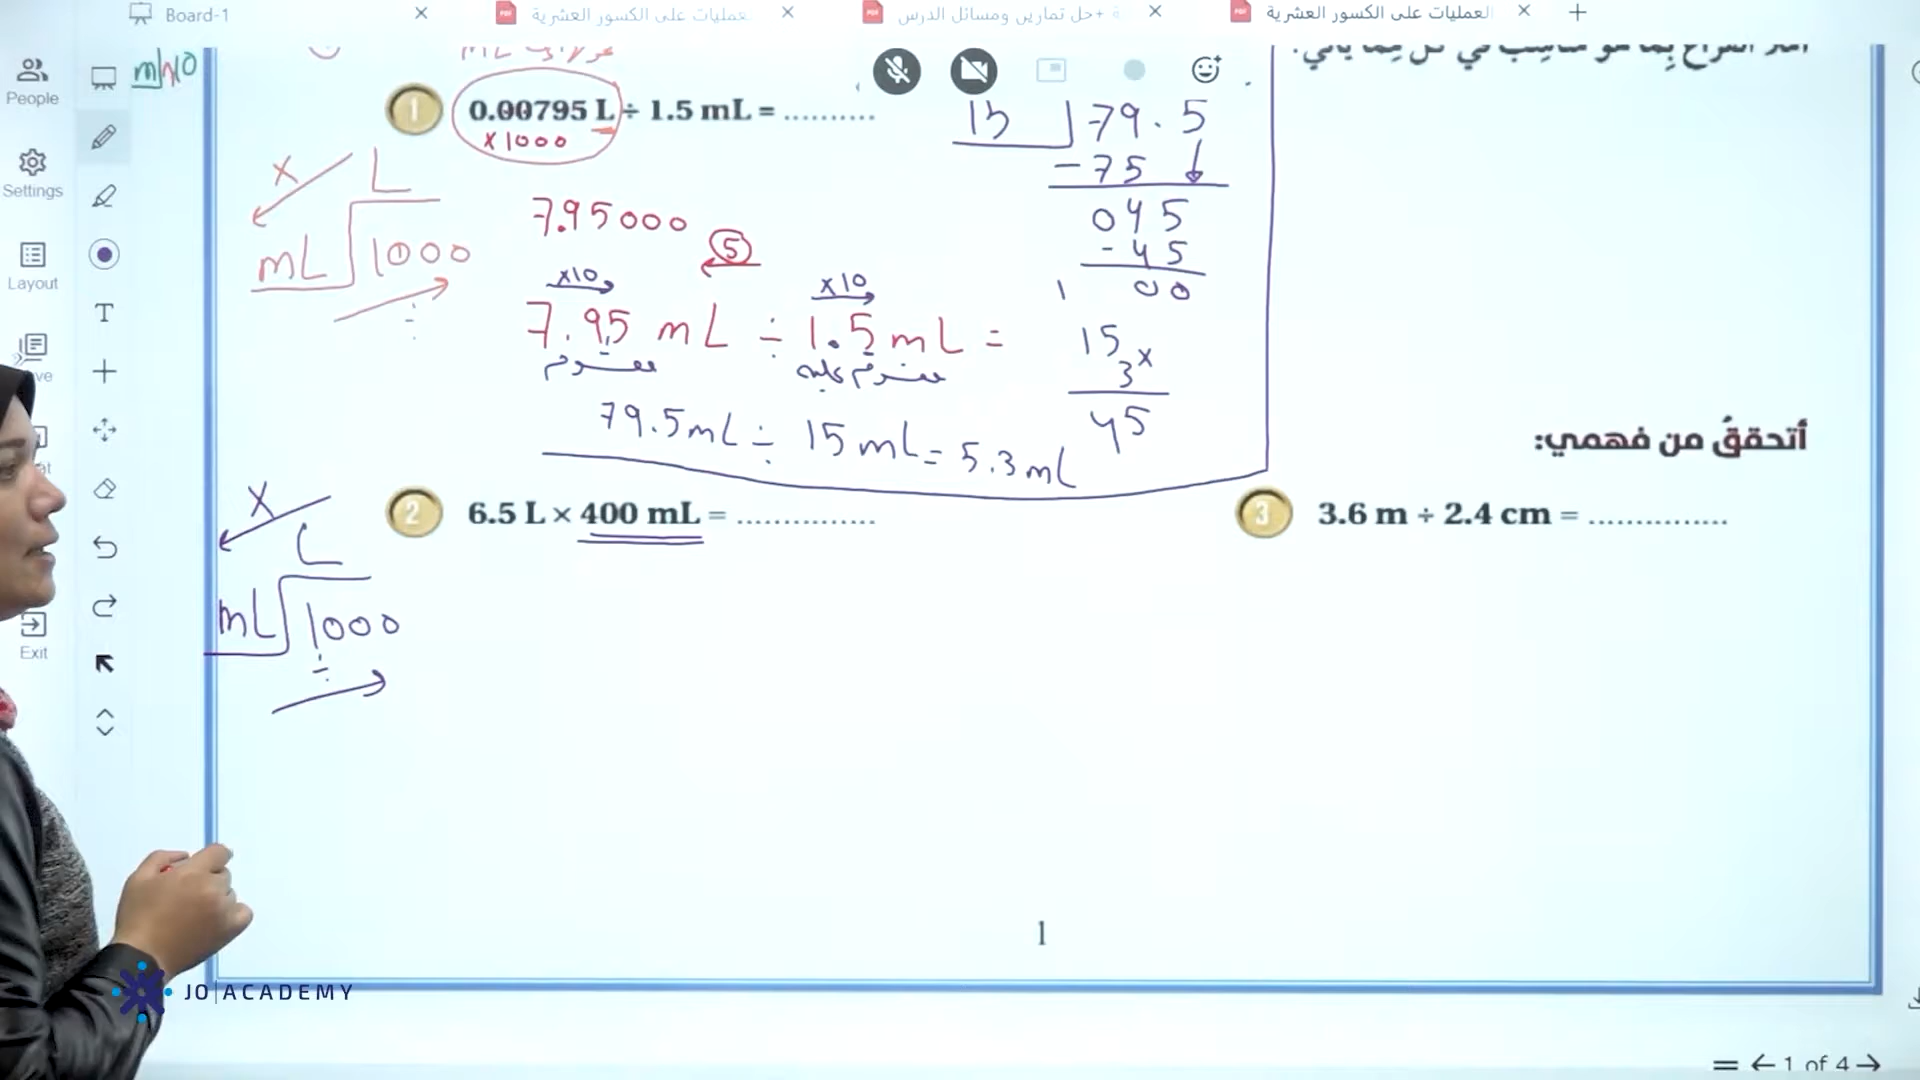 Board-1
العمليات على الكسور العشرية
+حل تمارين ومسائل الدرس
العمليات على الكسور العشرية
People
Settings
Layout
Exit
mL
1 0.00795 L ÷ 1.5 mL = ..........
x 1000
x L
mL 1000
÷
7.95000
5
x10 x10
7.95 mL ÷ 1.5 mL =
مقسوم مقسوم عليه
79.5 mL ÷ 15 mL = 5.3 mL
15 79.5
-75
045
-45
00
15
3 x
45
أتحققُ من فهمي:
2 6.5 L × 400 mL = ...............
3 3.6 m ÷ 2.4 cm = ...............
x L
mL 1000
÷
1
JO ACADEMY
1 of 4